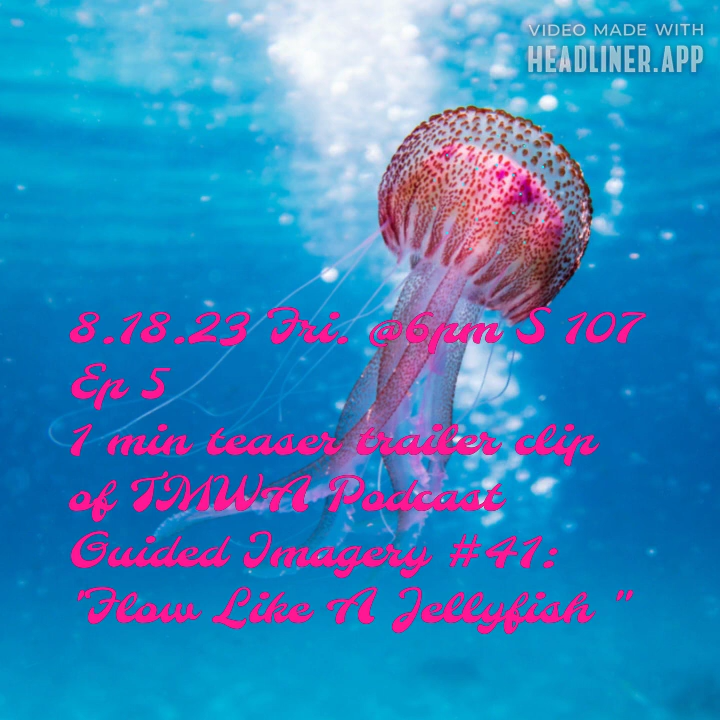 VIDEO MADE WITH
HEADLINER.APP
8.18.23 Fri. @6pm S 107
Ep 5
1 min teaser trailer clip
of TMWA Podcast
Guided Imagery #41:
"Flow Like A Jellyfish "